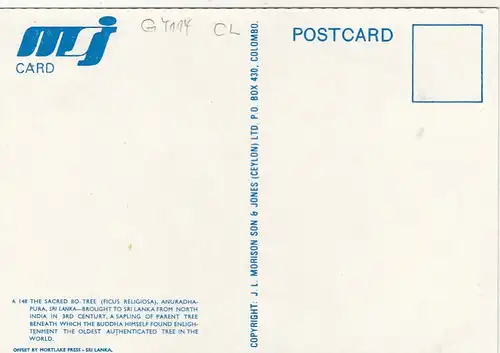 mj
CARD
G 4114 CL
POSTCARD
COPYRIGHT: J. L. MORISON SON & JONES (CEYLON) LTD. P.O. BOX 430, COLOMBO.
A 148 THE SACRED BO-TREE (FICUS RELIGIOSA), ANURADHA-
PURA, SRI LANKA—BROUGHT TO SRI LANKA FROM NORTH
INDIA IN 3RD CENTURY, A SAPLING OF PARENT TREE
BENEATH WHICH THE BUDDHA HIMSELF FOUND ENLIGH-
TENMENT THE OLDEST AUTHENTICATED TREE IN THE
WORLD.
OFFSET BY MORTLAKE PRESS - SRI LANKA.